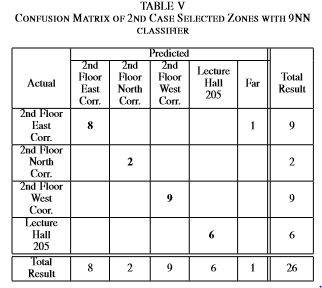 TABLE V
CONFUSION MATRIX OF 2ND CASE SELECTED ZONES WITH 9NN
CLASSIFIER
Predicted
Actual
2nd Floor East Corr.
2nd Floor North Corr.
2nd Floor West Corr.
Lecture Hall 205
Far
Total Result
2nd Floor East Corr. 8 1 9
2nd Floor North Corr. 2 2
2nd Floor West Coor. 9 9
Lecture Hall 205 6 6
Total Result 8 2 9 6 1 26